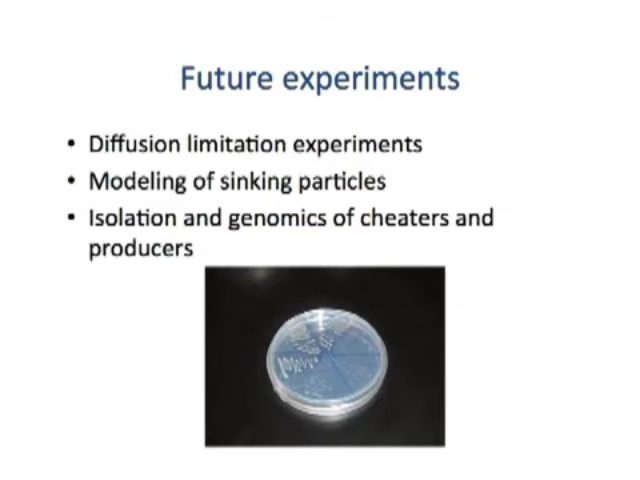 Future experiments
• Diffusion limitation experiments
• Modeling of sinking particles
• Isolation and genomics of cheaters and
producers